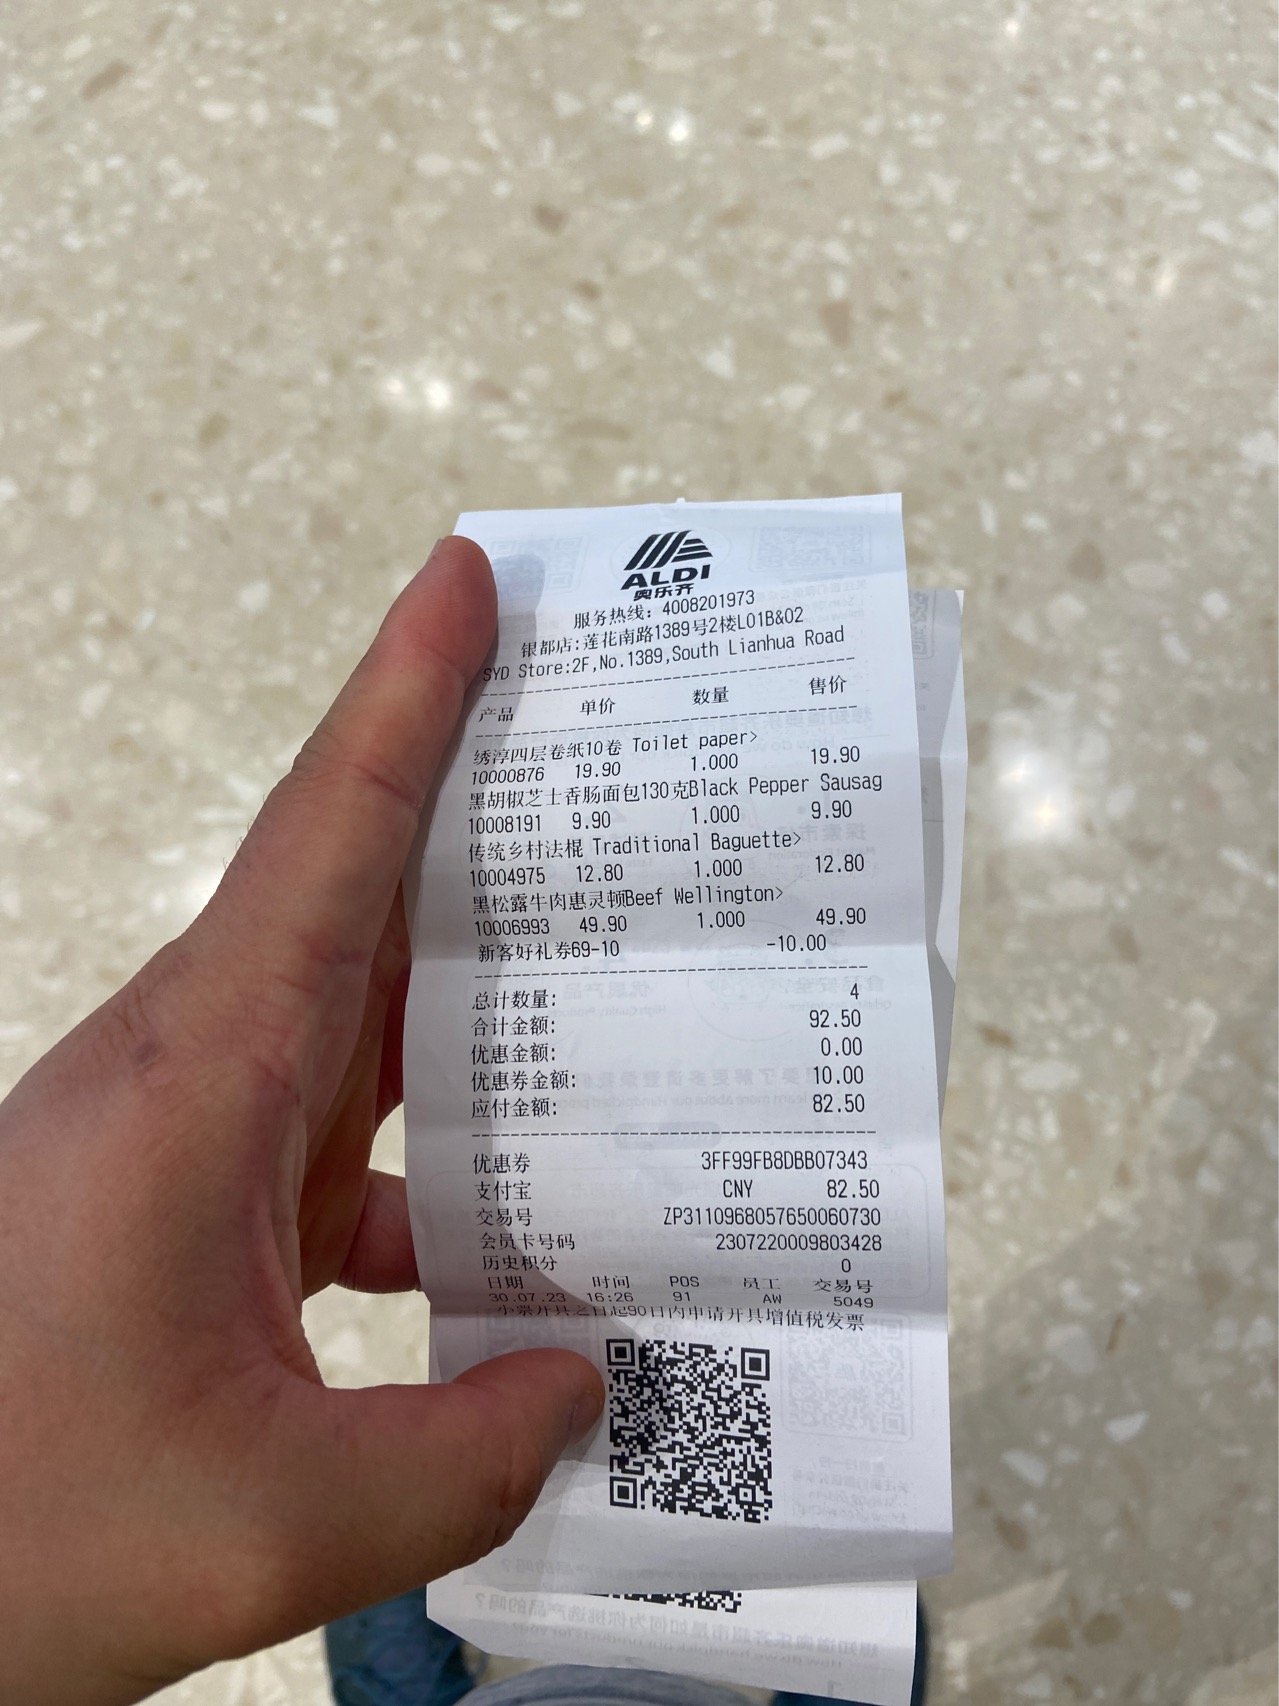 ALDI
奥乐齐
服务热线: 4008201973
银都店:莲花南路1389号2楼L01B&02
SYD Store:2F,No.1389,South Lianhua Road
产品 单价 数量 售价
绣淳四层卷纸10卷 Toilet paper>
10000876 19.90 1.000 19.90
黑胡椒芝士香肠面包130克Black Pepper Sausag
10008191 9.90 1.000 9.90
传统乡村法棍 Traditional Baguette>
10004975 12.80 1.000 12.80
黑松露牛肉惠灵顿Beef Wellington>
10006993 49.90 1.000 49.90
新客好礼券69-10 -10.00
总计数量: 4
合计金额: 92.50
优惠金额: 0.00
优惠券金额: 10.00
应付金额: 82.50
优惠券 3FF99FB8DBB07343
支付宝 CNY 82.50
交易号 ZP3110968057650060730
会员卡号码 2307220009803428
历史积分 0
日期 时间 POS 员工 交易号
30.07.23 16:26 91 AW 5049
小票开具之日起90日内申请开具增值税发票